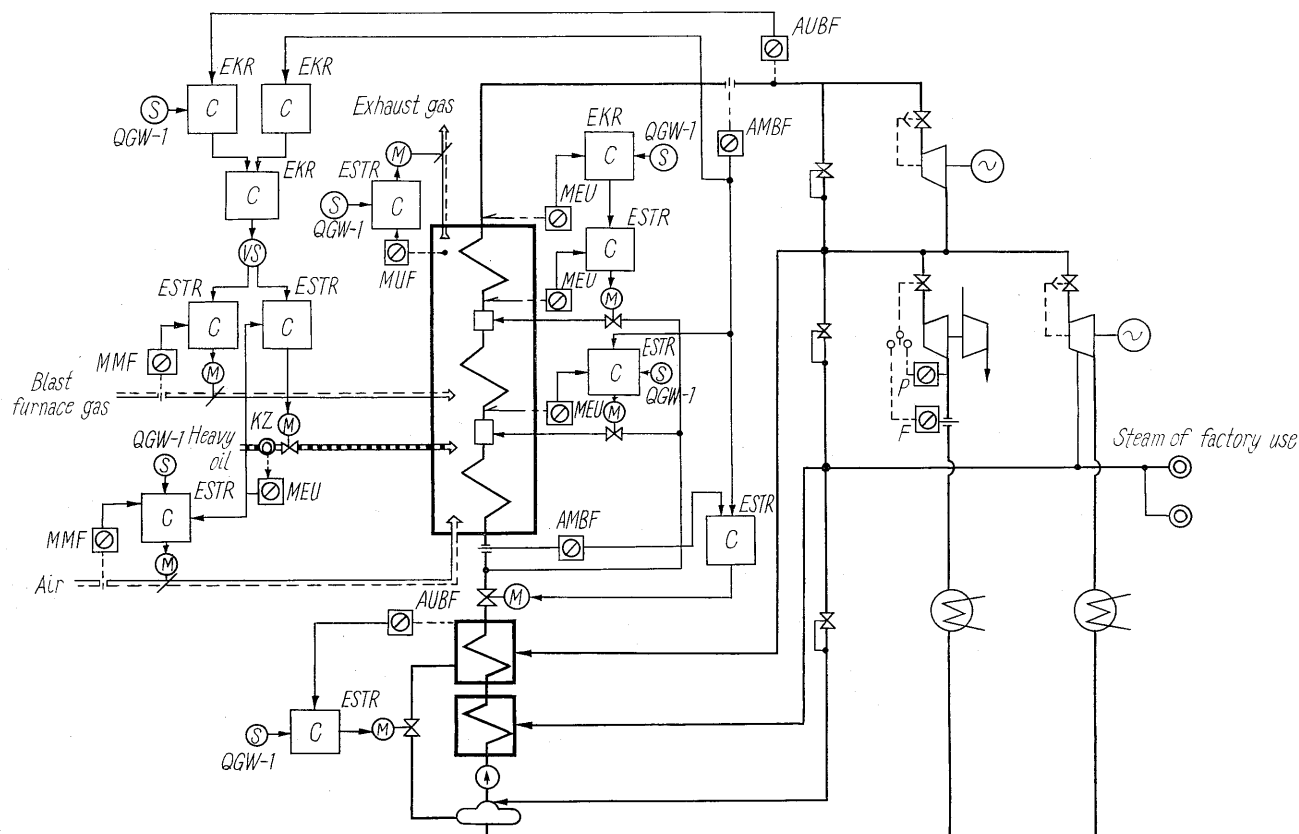 AUBF
EKR
EKR
C
C
S
QGW-1
Exhaust gas
EKR
QGW-1
AMBF
C
S
M
ESTR
EKR
C
C
S
QGW-1
MEU
ESTR
C
VS
MUF
MEU
M
ESTR
ESTR
C
C
ESTR
C
S
QGW-1
MMF
M
MEU
M
Blast
furnace gas
P
KZ
M
F
QGW-1
Heavy
oil
Steam of factory use
S
ESTR
MEU
C
MMF
AMBF
ESTR
C
M
Air
AUBF
M
ESTR
C
M
S
QGW-1